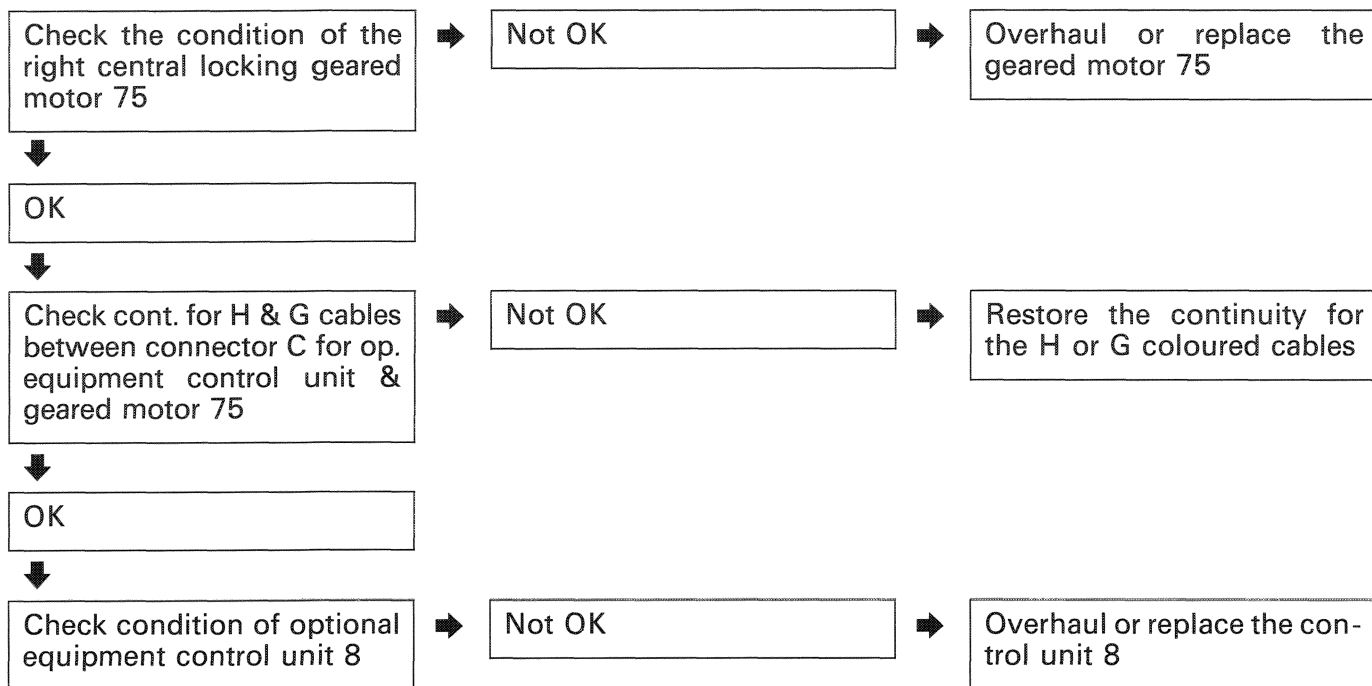 Check the condition of the
right central locking geared
motor 75
Not OK
Overhaul or replace the
geared motor 75
OK
Check cont. for H & G cables
between connector C for op.
equipment control unit &
geared motor 75
Not OK
Restore the continuity for
the H or G coloured cables
OK
Check condition of optional
equipment control unit 8
Not OK
Overhaul or replace the con-
trol unit 8